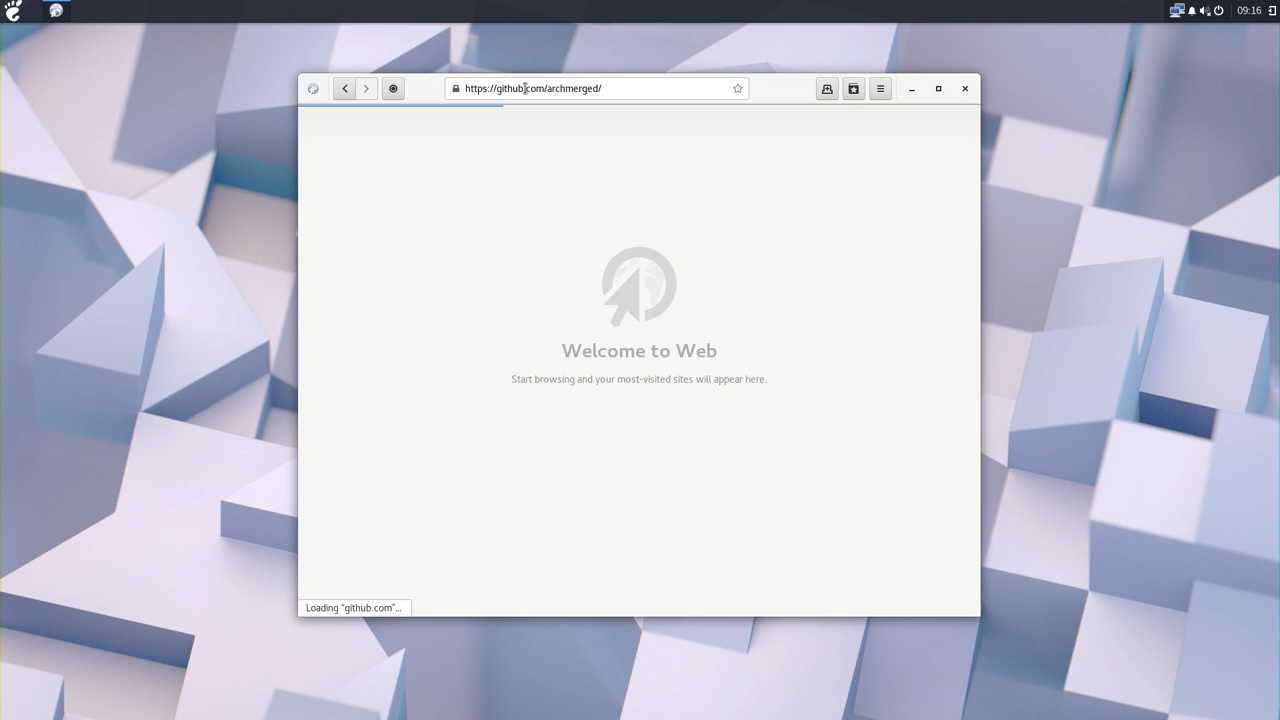 09:16
https://github.com/archmerged/
Welcome to Web
Start browsing and your most-visited sites will appear here.
Loading “github.com”...